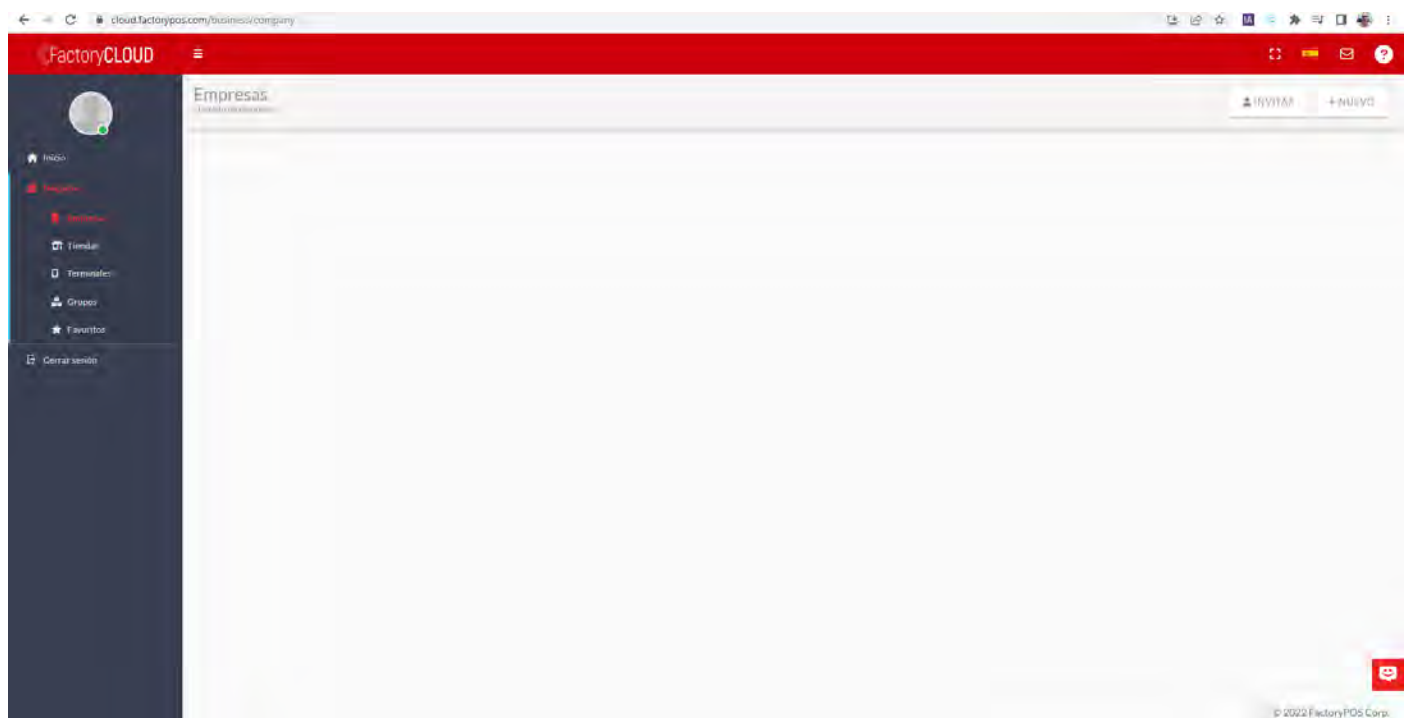 cloud.factorypos.com/business/company
FactoryCLOUD
Empresas
INVITAR
+ NUEVO
Inicio
Tiendas
Terminales
Grupos
Favoritos
Cerrar sesión
© 2022 FactoryPOS Corp.